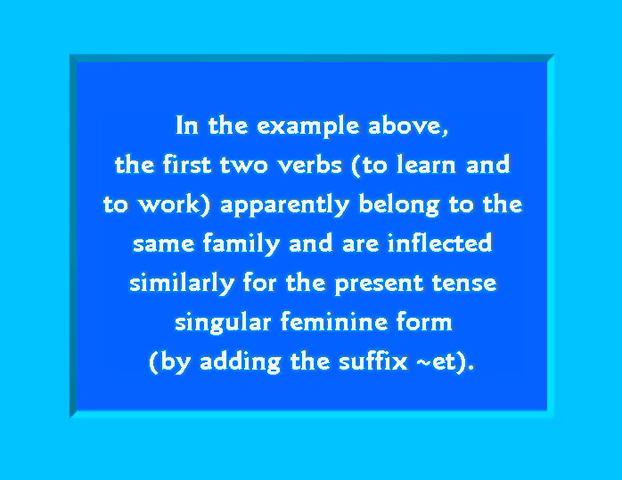 In the example above,
the first two verbs (to learn and
to work) apparently belong to the
same family and are inflected
similarly for the present tense
singular feminine form
(by adding the suffix ~et).